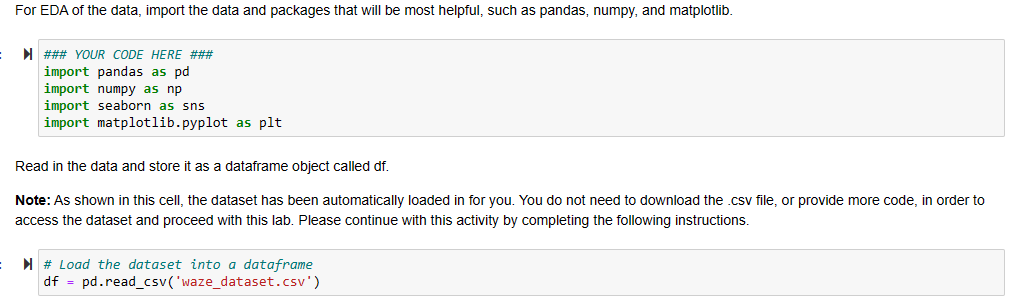 For EDA of the data, import the data and packages that will be most helpful, such as pandas, numpy, and matplotlib.
### YOUR CODE HERE ###
import pandas as pd
import numpy as np
import seaborn as sns
import matplotlib.pyplot as plt
Read in the data and store it as a dataframe object called df.
Note: As shown in this cell, the dataset has been automatically loaded in for you. You do not need to download the .csv file, or provide more code, in order to
access the dataset and proceed with this lab. Please continue with this activity by completing the following instructions.
# Load the dataset into a dataframe
df = pd.read_csv('waze_dataset.csv')